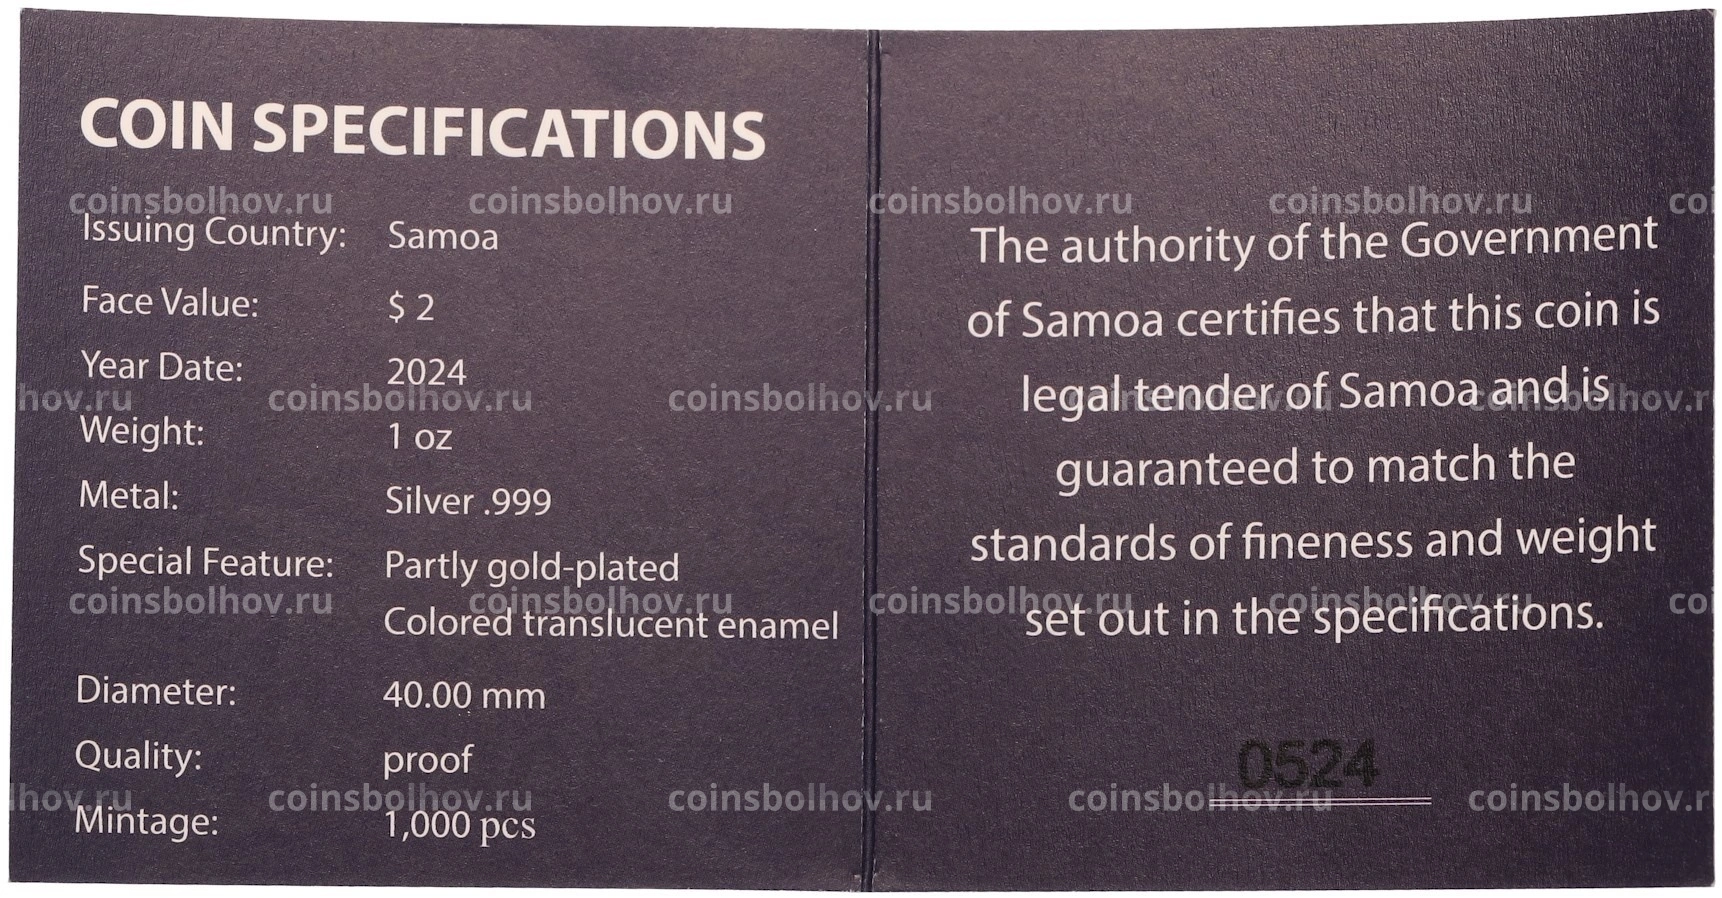 COIN SPECIFICATIONS
Issuing Country: Samoa
Face Value: $ 2
Year Date: 2024
Weight: 1 oz
Metal: Silver .999
Special Feature: Partly gold-plated
Colored translucent enamel
Diameter: 40.00 mm
Quality: proof
Mintage: 1,000 pcs
The authority of the Government
of Samoa certifies that this coin is
legal tender of Samoa and is
guaranteed to match the
standards of fineness and weight
set out in the specifications.
0524
coinsbolhov.ru